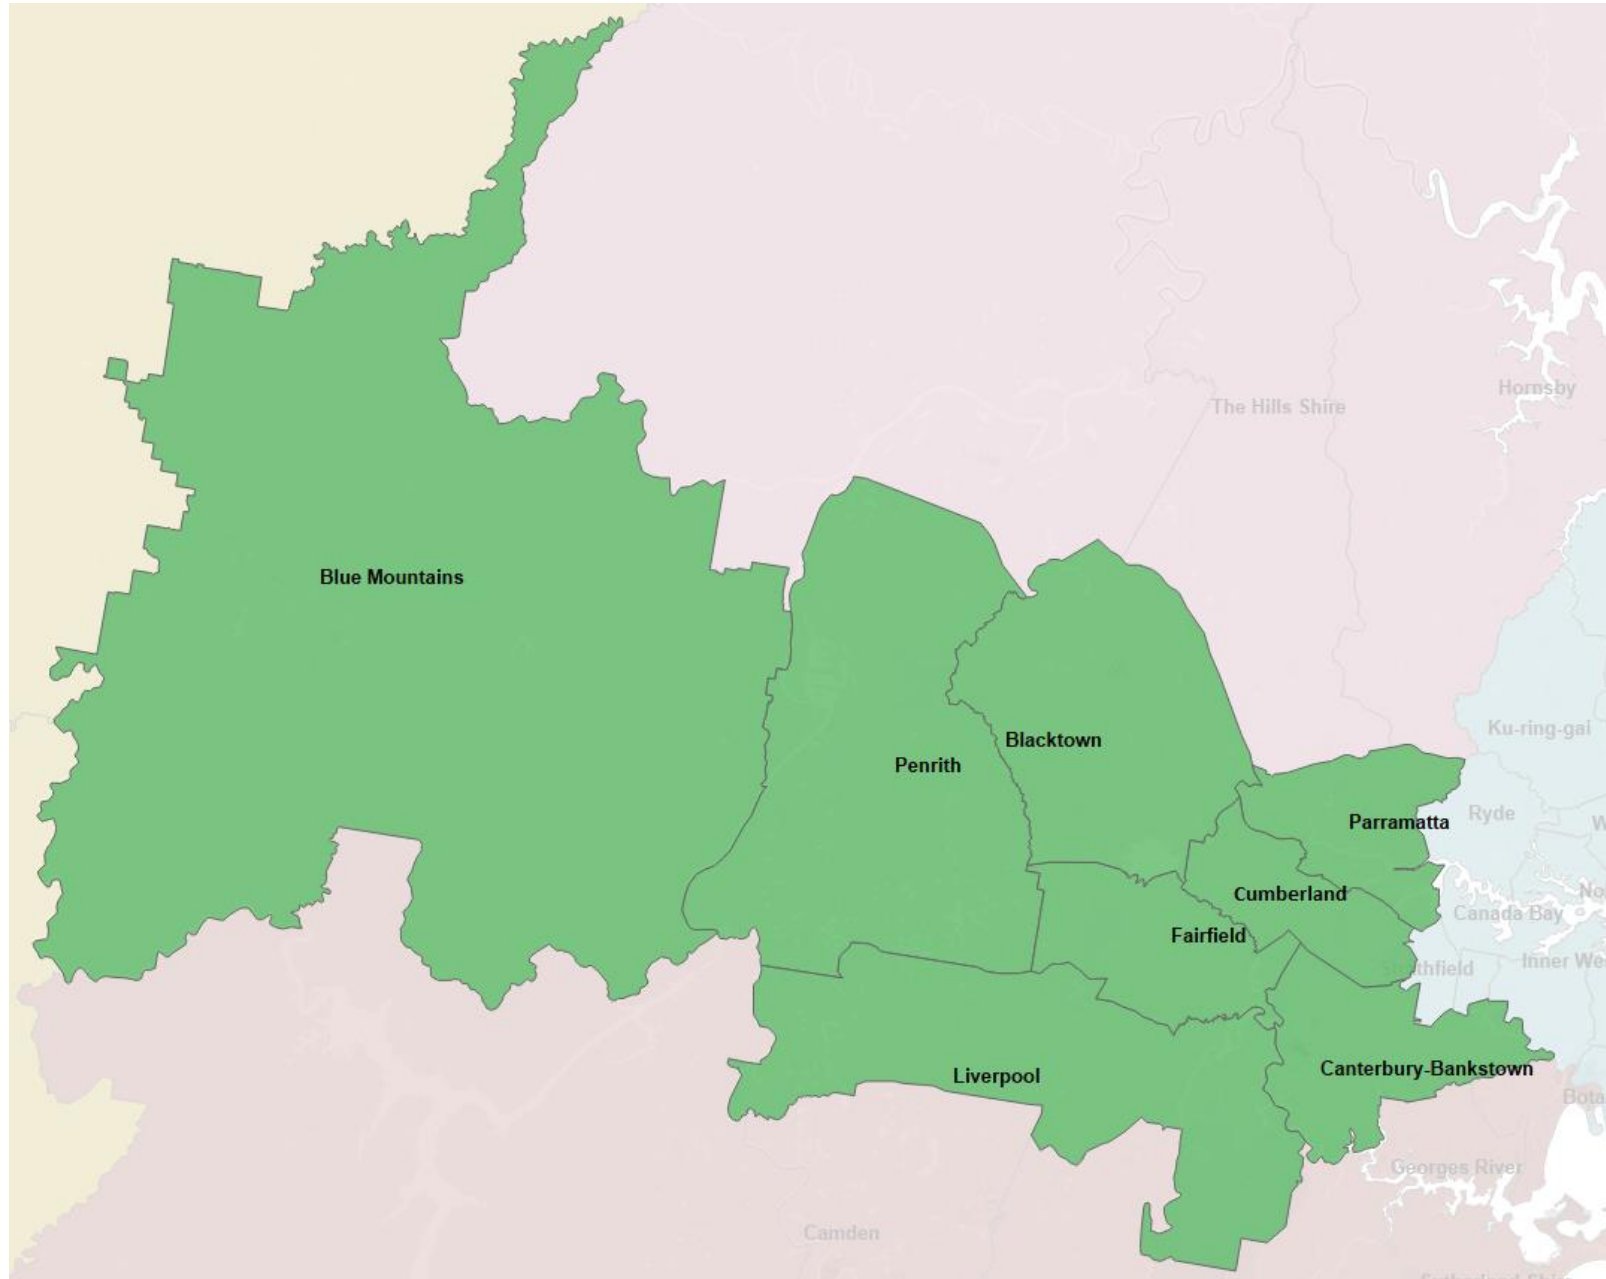 Hornsby
The Hills Shire
Blue Mountains
Ku-ring-gai
Blacktown
Penrith
Ryde
Parramatta
Cumberland
Canada Bay
Fairfield
Inner We
Canterbury-Bankstown
Liverpool
Georges River
Camden